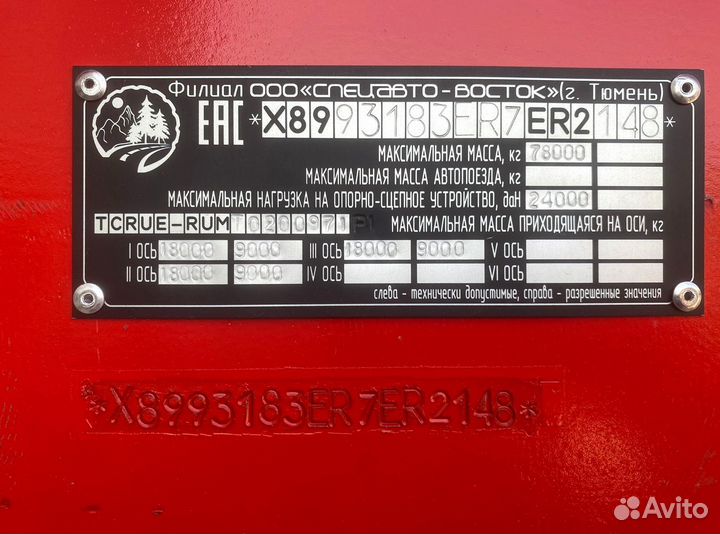 Филиал ООО«СПЕЦАВТО-ВОСТОК»(г. Тюмень)
EAC *X8993183ER7ER2148*
МАКСИМАЛЬНАЯ МАССА, кг 78000
МАКСИМАЛЬНАЯ МАССА АВТОПОЕЗДА, кг
МАКСИМАЛЬНАЯ НАГРУЗКА НА ОПОРНО-СЦЕПНОЕ УСТРОЙСТВО, даН 24000
TCRUE-RUMT0200971P1 МАКСИМАЛЬНАЯ МАССА ПРИХОДЯЩАЯСЯ НА ОСИ, кг
I ОСЬ 18000 9000 III ОСЬ 18000 9000 V ОСЬ
II ОСЬ 18000 9000 IV ОСЬ VI ОСЬ
слева - технически допустимые, справа - разрешенные значения
*X8993183ER7ER2148*
Avito